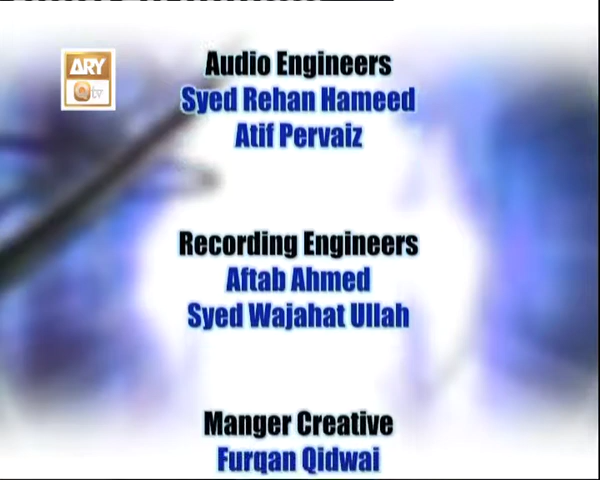 ARY
Qtv
Audio Engineers
Syed Rehan Hameed
Atif Pervaiz
Recording Engineers
Aftab Ahmed
Syed Wajahat Ullah
Manger Creative
Furqan Qidwai